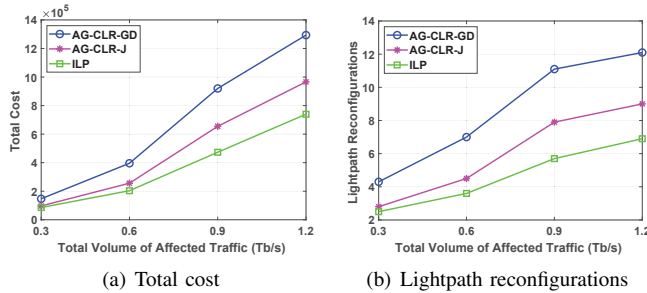 × 10⁵
14
12
10
8
6
4
2
0
Total Cost
AG-CLR-GD
AG-CLR-J
ILP
0.3 0.6 0.9 1.2
Total Volume of Affected Traffic (Tb/s)
(a) Total cost
14
12
10
8
6
4
2
Lightpath Reconfigurations
AG-CLR-GD
AG-CLR-J
ILP
0.3 0.6 0.9 1.2
Total Volume of Affected Traffic (Tb/s)
(b) Lightpath reconfigurations